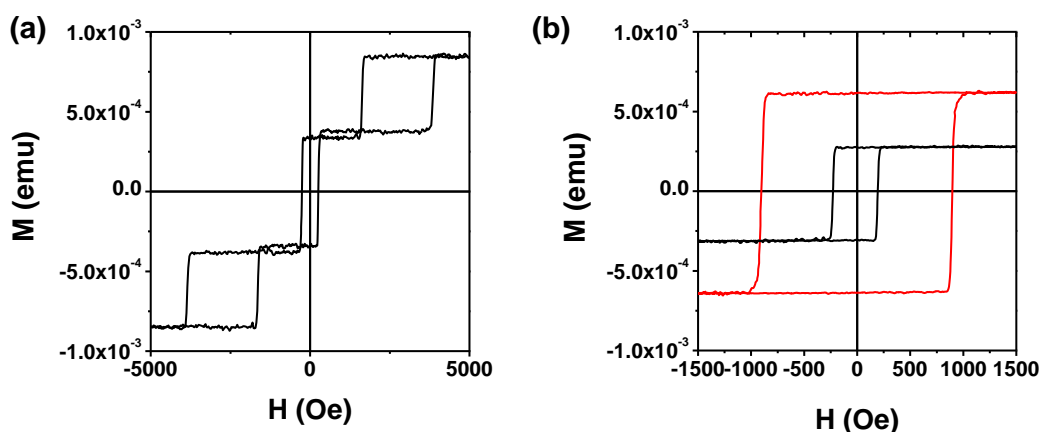 (a)
1.0x10⁻³
5.0x10⁻⁴
0.0
-5.0x10⁻⁴
-1.0x10⁻³
M (emu)
-5000
0
5000
H (Oe)
(b)
1.0x10⁻³
5.0x10⁻⁴
0.0
-5.0x10⁻⁴
-1.0x10⁻³
M (emu)
-1500
-1000
-500
0
500
1000
1500
H (Oe)